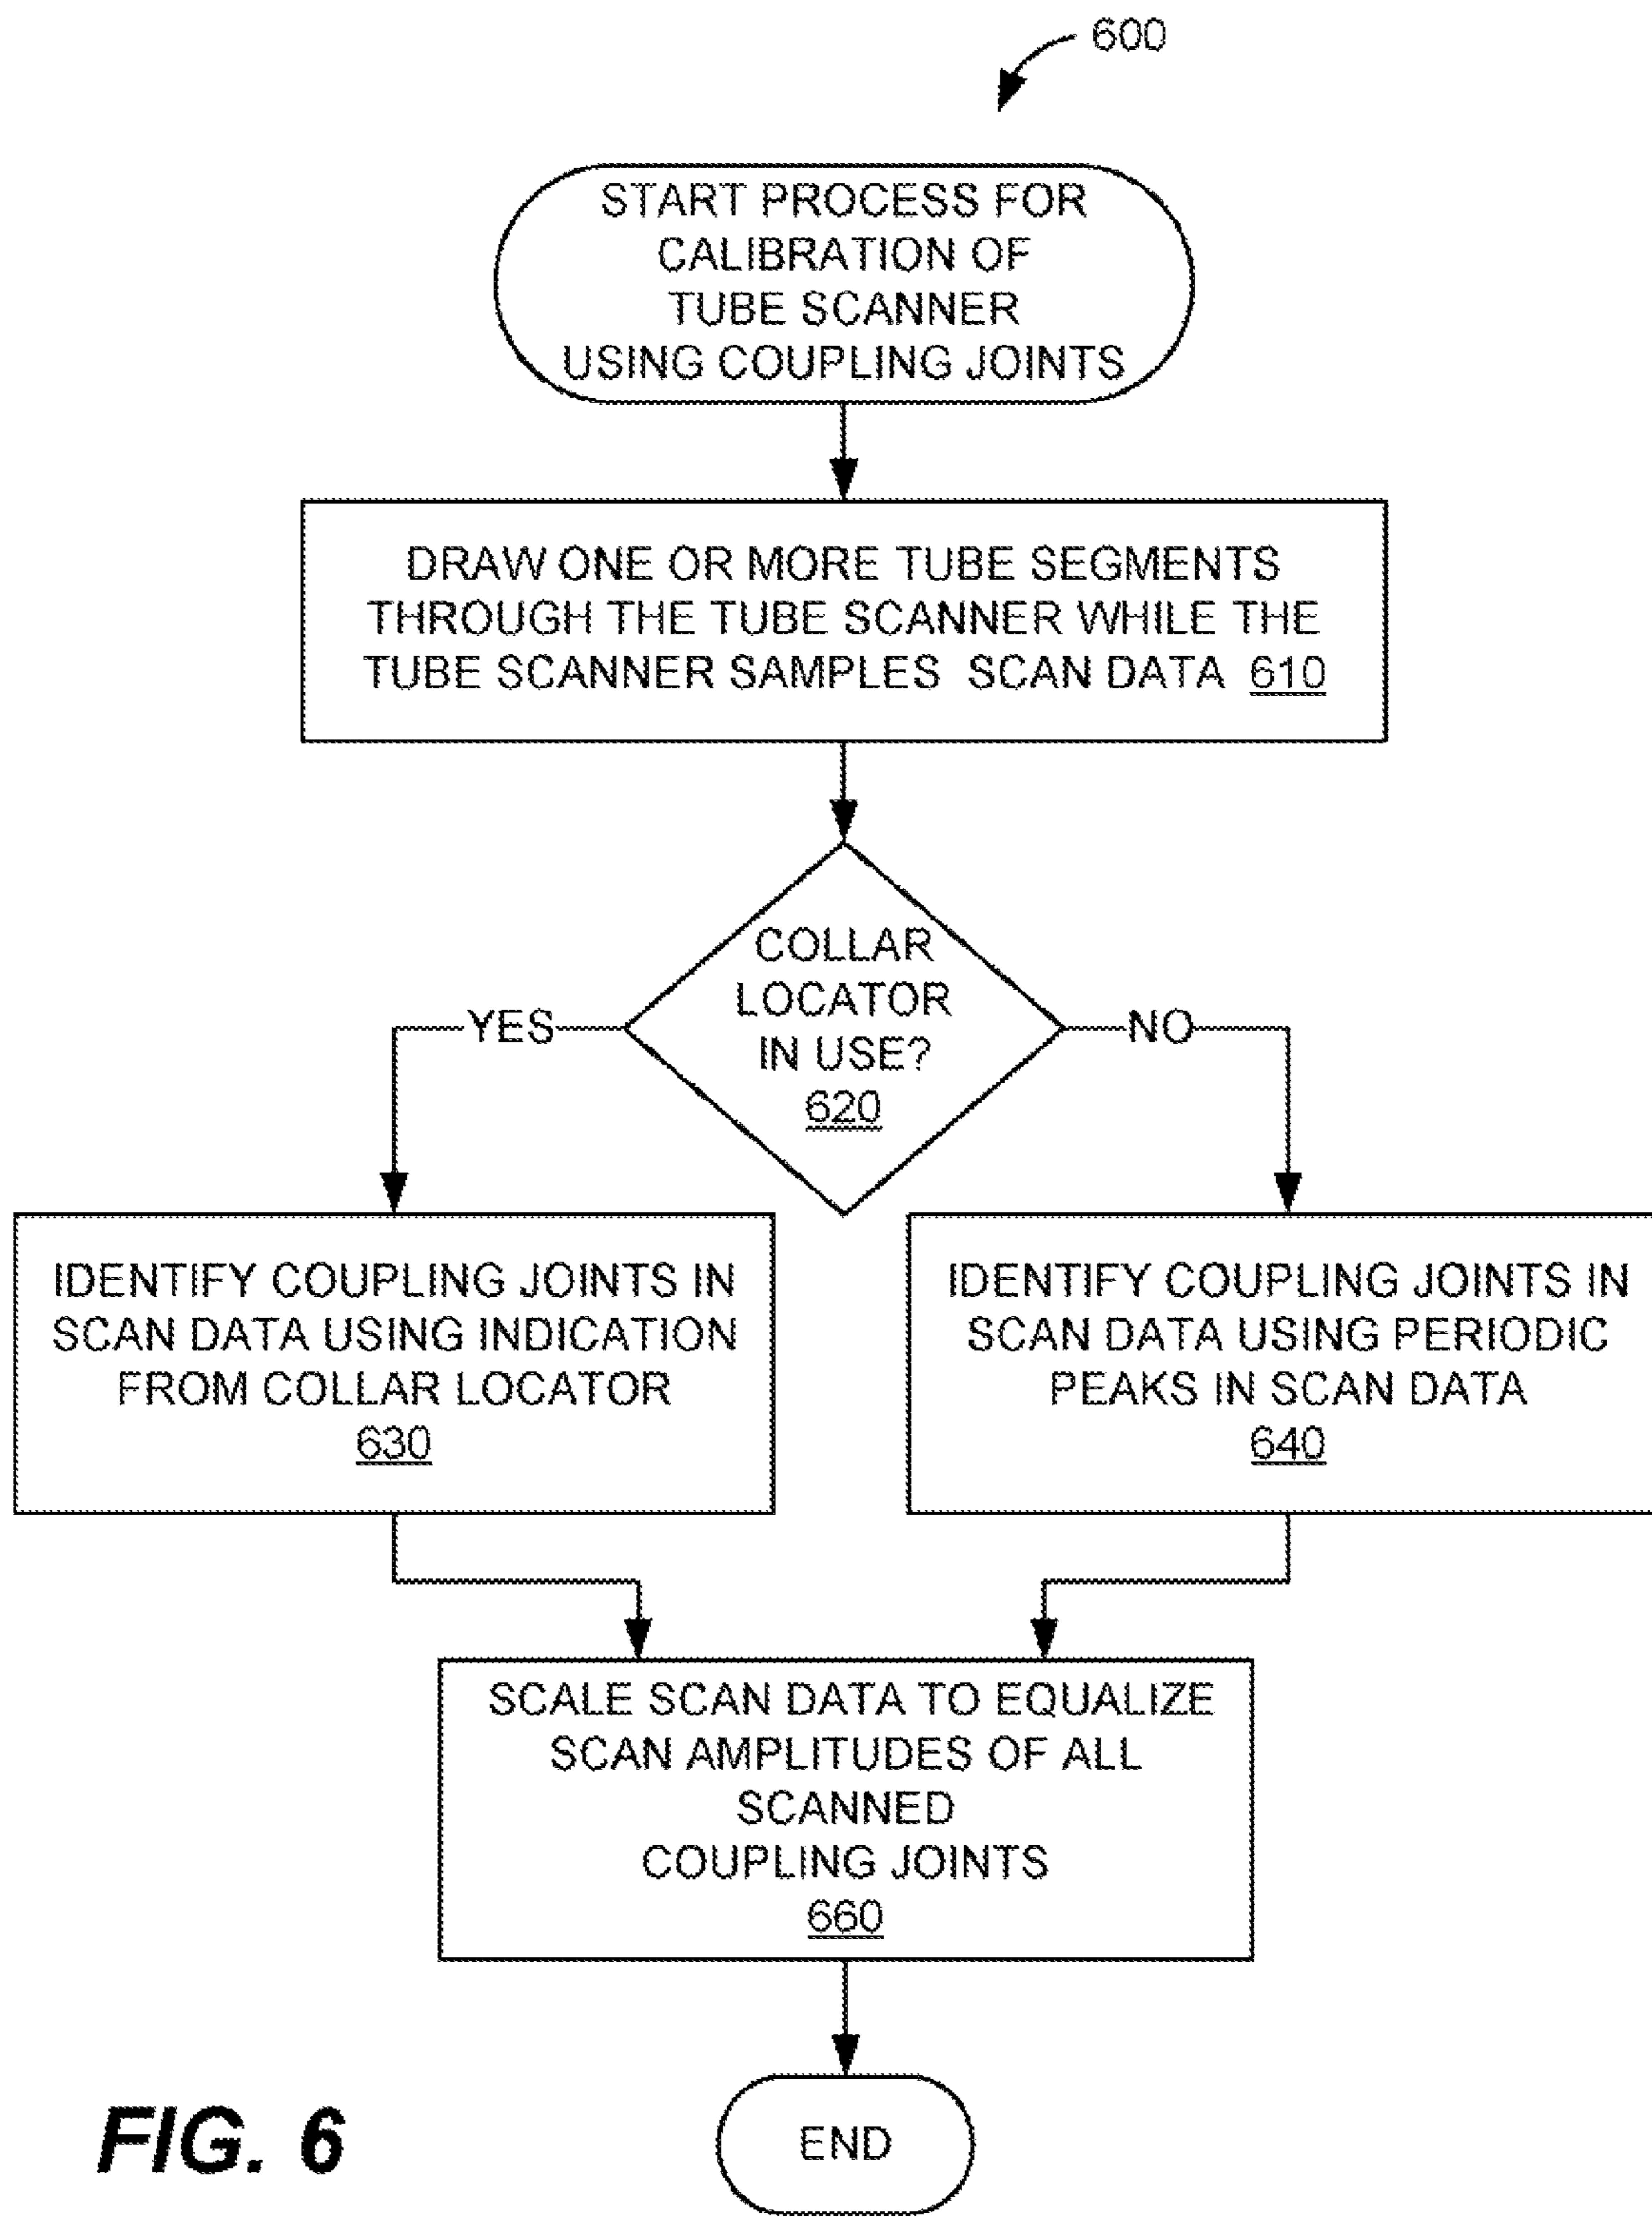 600
START PROCESS FOR
CALIBRATION OF
TUBE SCANNER
USING COUPLING JOINTS
DRAW ONE OR MORE TUBE SEGMENTS
THROUGH THE TUBE SCANNER WHILE THE
TUBE SCANNER SAMPLES SCAN DATA 610
COLLAR
LOCATOR
IN USE?
620
YES
NO
IDENTIFY COUPLING JOINTS IN
SCAN DATA USING INDICATION
FROM COLLAR LOCATOR
630
IDENTIFY COUPLING JOINTS IN
SCAN DATA USING PERIODIC
PEAKS IN SCAN DATA
640
SCALE SCAN DATA TO EQUALIZE
SCAN AMPLITUDES OF ALL
SCANNED
COUPLING JOINTS
660
END
FIG. 6